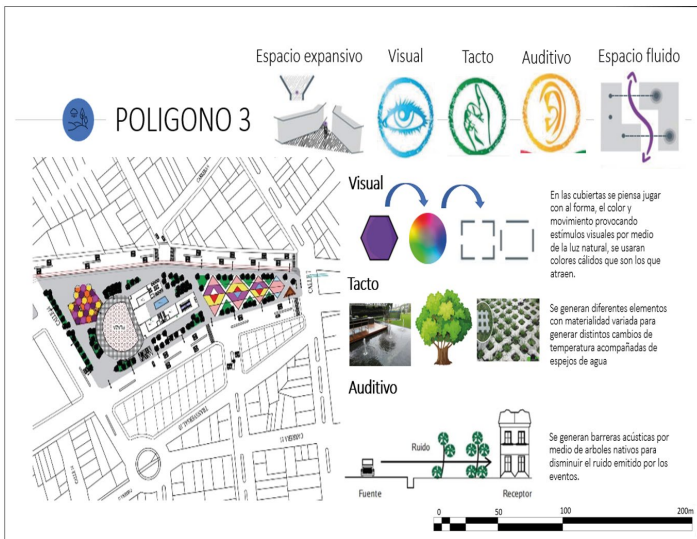 Espacio expansivo
Visual
Tacto
Auditivo
Espacio fluido
POLIGONO 3
Visual
En las cubiertas se piensa jugar
con al forma, el color y
movimiento provocando
estímulos visuales por medio
de la luz natural, se usaran
colores cálidos que son los que
atraen.
Tacto
Se generan diferentes elementos
con materialidad variada para
generar distintos cambios de
temperatura acompañadas de
espejos de agua
Auditivo
Ruido
Fuente
Receptor
Se generan barreras acústicas por
medio de arboles nativos para
disminuir el ruido emitido por los
eventos.
0
50
100
200m